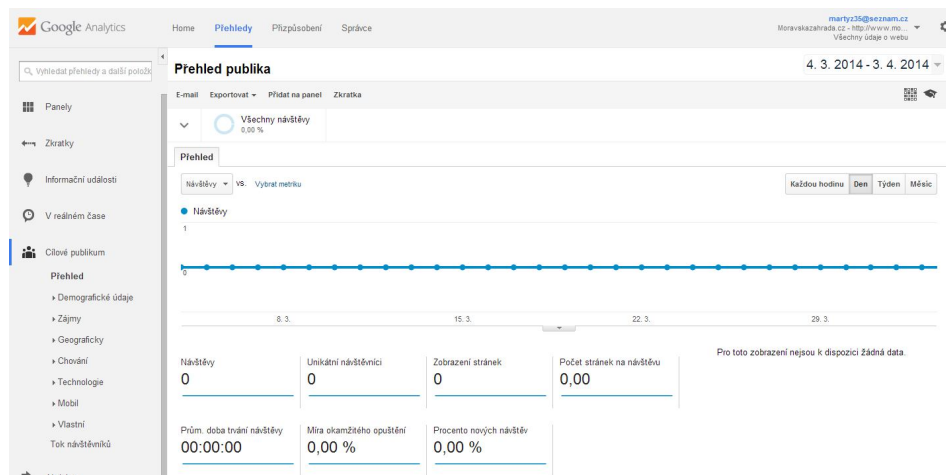 Google Analytics
Home Přehledy Přizpůsobení Správce
martyz35@seznam.cz
Moravskazahrada.cz - http://www.mo...
Všechny údaje o webu
Vyhledat přehledy a další položk
Přehled publika
4. 3. 2014 - 3. 4. 2014
E-mail Exportovat Přidat na panel Zkratka
Panely
Všechny návštěvy
0,00 %
Zkratky
Přehled
Informační události
Návštěvy VS. Vybrat metriku
Každou hodinu Den Týden Měsíc
V reálném čase
Návštěvy
1
Cílové publikum
0
Přehled
Demografické údaje
Zájmy
8. 3. 15. 3. 22. 3. 29. 3.
Geograficky
Chování
Technologie
Mobil
Vlastní
Tok návštěvníků
Pro toto zobrazení nejsou k dispozici žádná data.
Návštěvy
0
Unikátní návštěvníci
0
Zobrazení stránek
0
Počet stránek na návštěvu
0,00
Prům. doba trvání návštěvy
00:00:00
Míra okamžitého opuštění
0,00 %
Procento nových návštěv
0,00 %